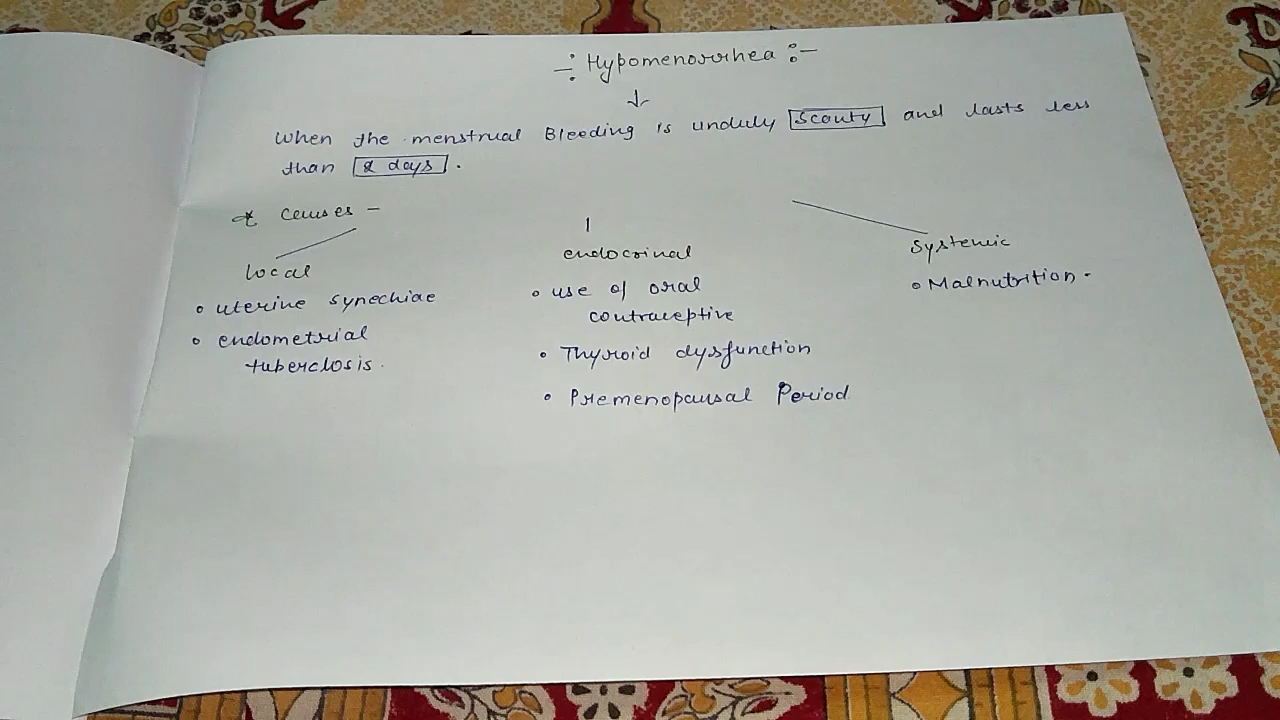 -: Hypomenorrhea :-
↓
When the menstrual Bleeding is unduly scanty and lasts less
than 2 days.
* Causes -
local
• uterine synechiae
• endometrial
tuberclosis.
endocrinal
• use of oral
contraceptive
• Thyroid dysfunction
• Premenopausal Period
Systemic
• Malnutrition.